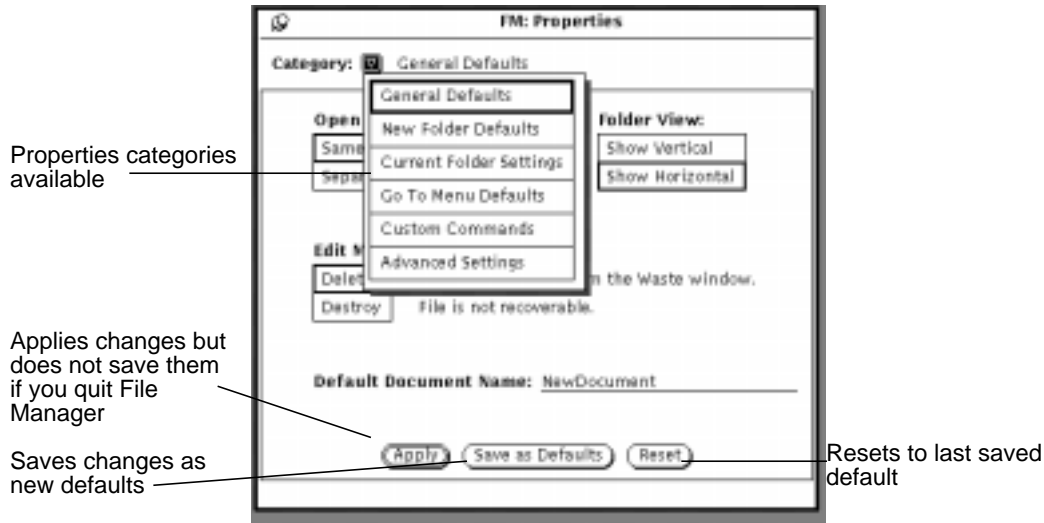 FM: Properties
Category: General Defaults
General Defaults
New Folder Defaults
Current Folder Settings
Go To Menu Defaults
Custom Commands
Advanced Settings
Open
Same
Separ
Folder View:
Show Vertical
Show Horizontal
Edit M
Delet
the Waste window.
Destroy File is not recoverable.
Default Document Name: NewDocument
Apply Save as Defaults Reset
Properties categories
available
Applies changes but
does not save them
if you quit File
Manager
Saves changes as
new defaults
Resets to last saved
default